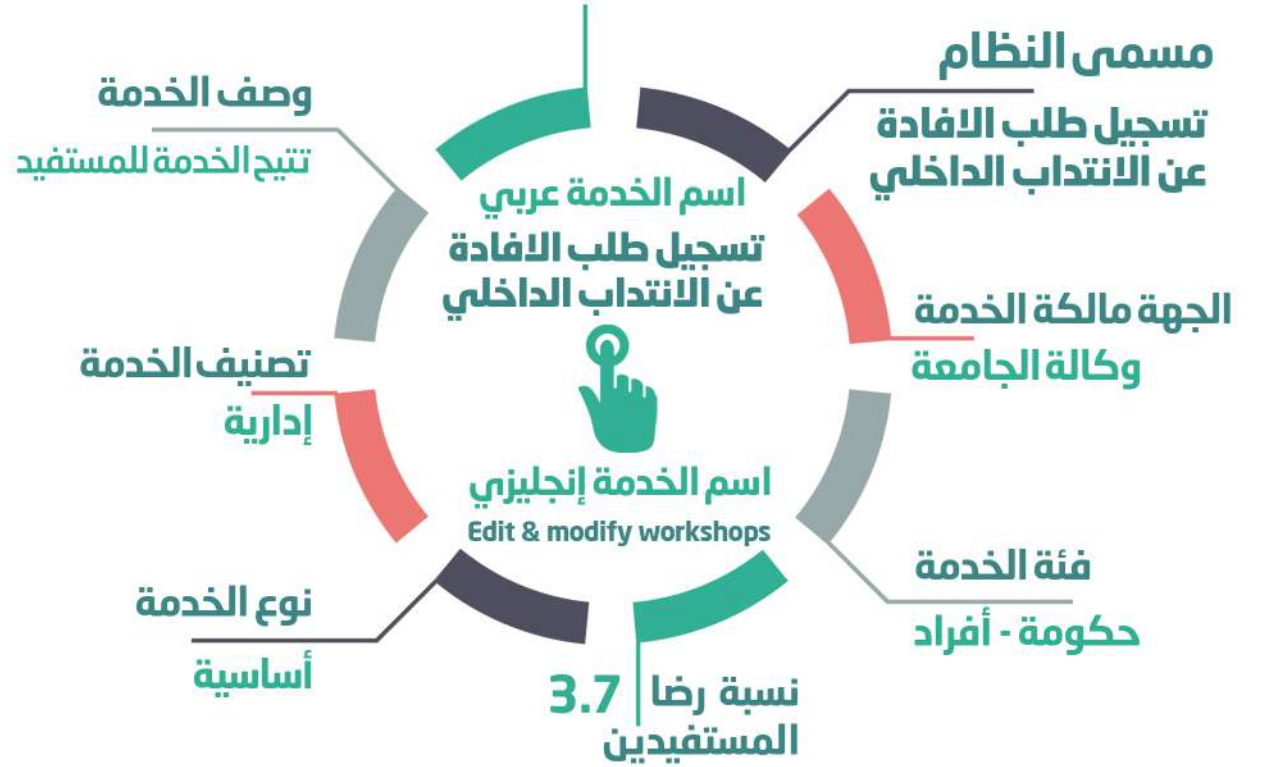 مسمى النظام
تسجيل طلب الافادة
عن الانتداب الداخلي
الجهة مالكة الخدمة
وكالة الجامعة
فئة الخدمة
حكومة - أفراد
اسم الخدمة عربي
تسجيل طلب الافادة
عن الانتداب الداخلي
اسم الخدمة إنجليزي
Edit & modify workshops
نسبة رضا 3.7
المستفيدين
وصف الخدمة
تتيح الخدمة للمستفيد
تصنيف الخدمة
إدارية
نوع الخدمة
أساسية